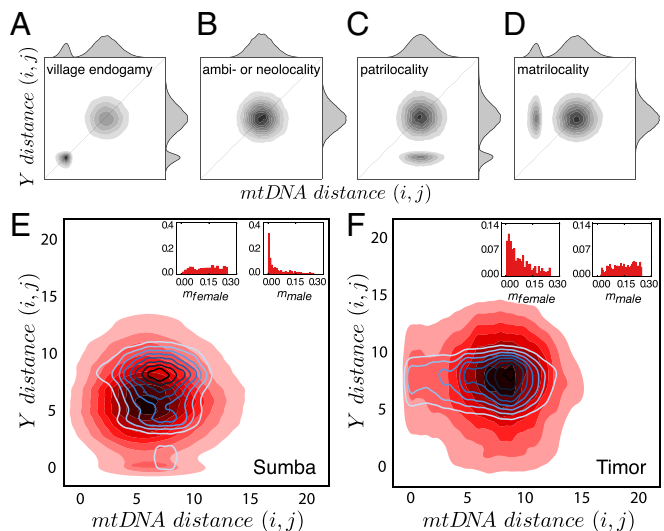 A
B
C
D
village endogamy
ambi- or neolocality
patrilocality
matrilocality
Y distance (i, j)
mtDNA distance (i, j)
E
F
0.4
0.2
0.0
0.00 0.15 0.30
m_female
0.4
0.2
0.0
0.00 0.15 0.30
m_male
0.14
0.07
0.00
0.00 0.15 0.30
m_female
0.14
0.07
0.00
0.00 0.15 0.30
m_male
20
15
10
5
0
Y distance (i, j)
Sumba
0 5 10 15 20
mtDNA distance (i, j)
20
15
10
5
0
Y distance (i, j)
Timor
0 5 10 15 20
mtDNA distance (i, j)